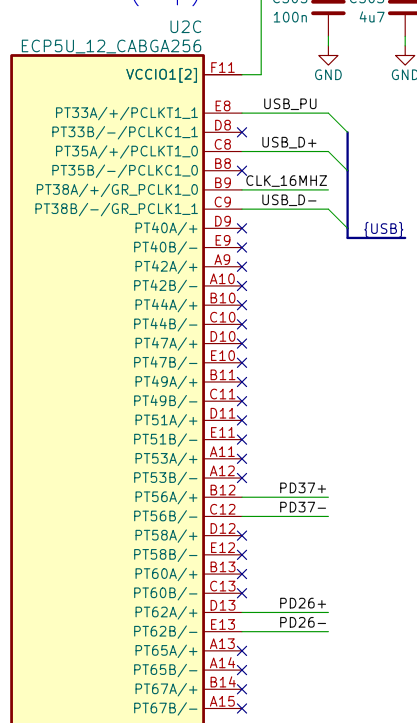 C303 C305
100n 4u7
U2C
ECP5U_12_CABGA256
GND GND
VCCIO1[2] F11
PT33A/+/PCLKT1_1 E8 USB_PU
PT33B/-/PCLKC1_1 D8
PT35A/+/PCLKT1_0 C8 USB_D+
PT35B/-/PCLKC1_0 B8
PT38A/+/GR_PCLK1_0 B9 CLK_16MHZ
PT38B/-/GR_PCLK1_1 C9 USB_D-
PT40A/+ D9 {USB}
PT40B/- E9
PT42A/+ A9
PT42B/- A10
PT44A/+ B10
PT44B/- C10
PT47A/+ D10
PT47B/- E10
PT49A/+ B11
PT49B/- C11
PT51A/+ D11
PT51B/- E11
PT53A/+ A11
PT53B/- A12
PT56A/+ B12 PD37+
PT56B/- C12 PD37-
PT58A/+ D12
PT58B/- E12
PT60A/+ B13
PT60B/- C13
PT62A/+ D13 PD26+
PT62B/- E13 PD26-
PT65A/+ A13
PT65B/- A14
PT67A/+ B14
PT67B/- A15